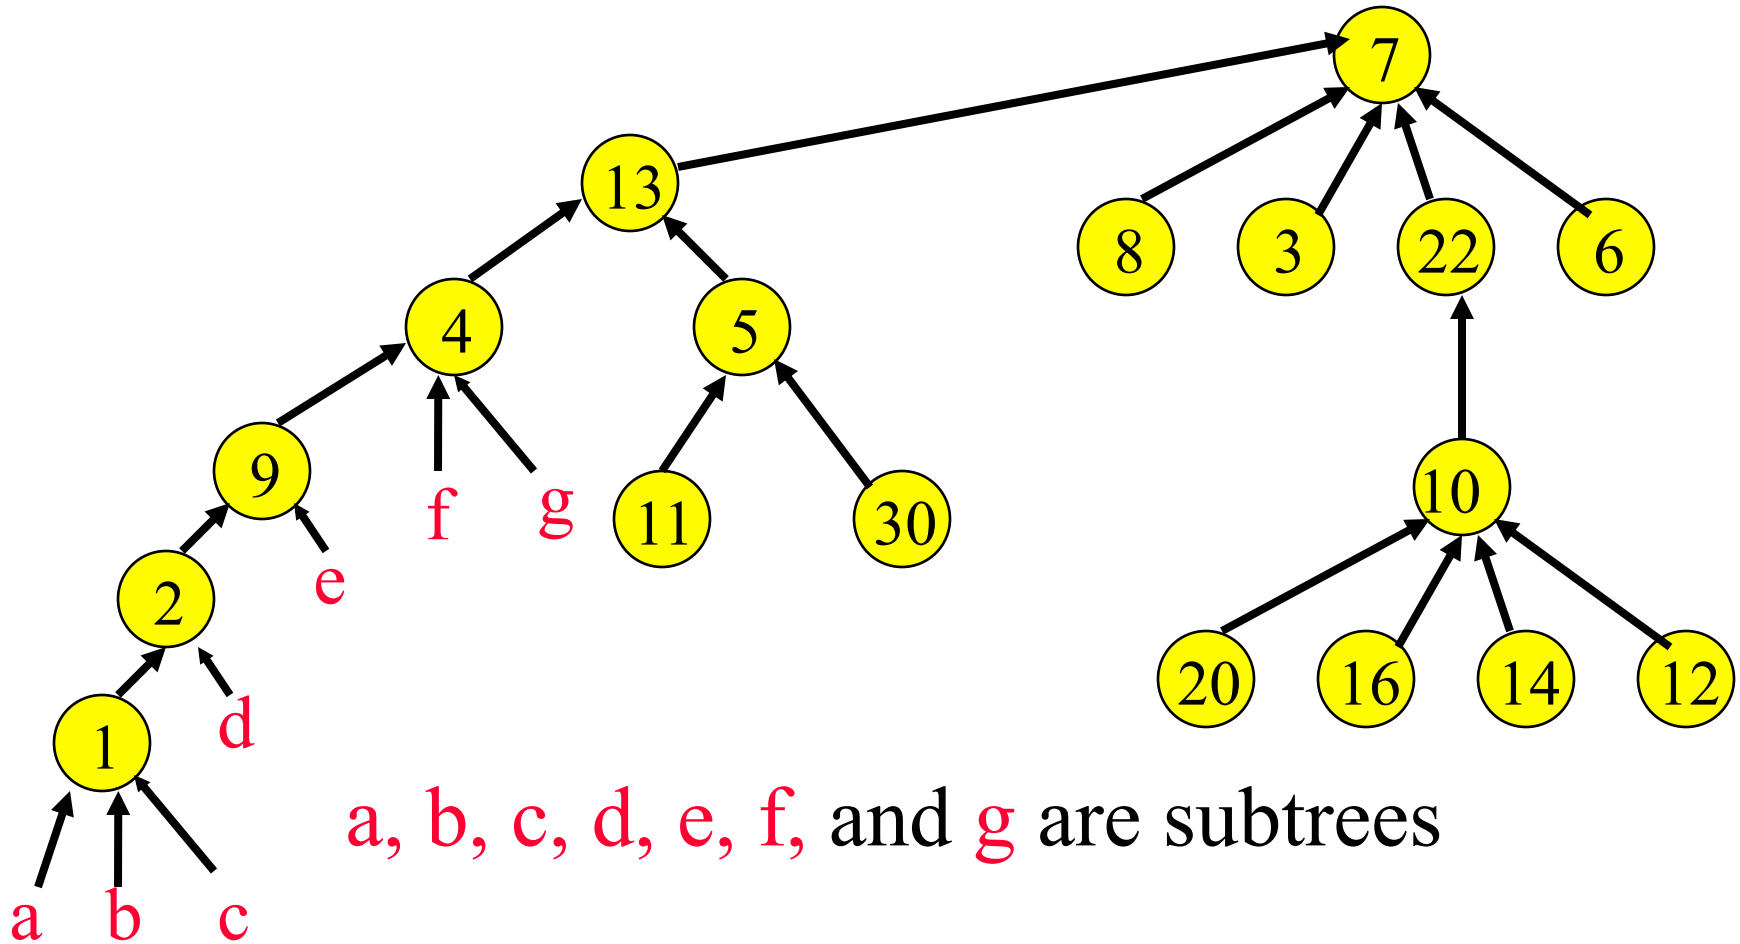 7
13
8 3 22 6
4 5
9 f g 11 30 10
2 e
1 d 20 16 14 12
a, b, c, d, e, f, and g are subtrees
a b c